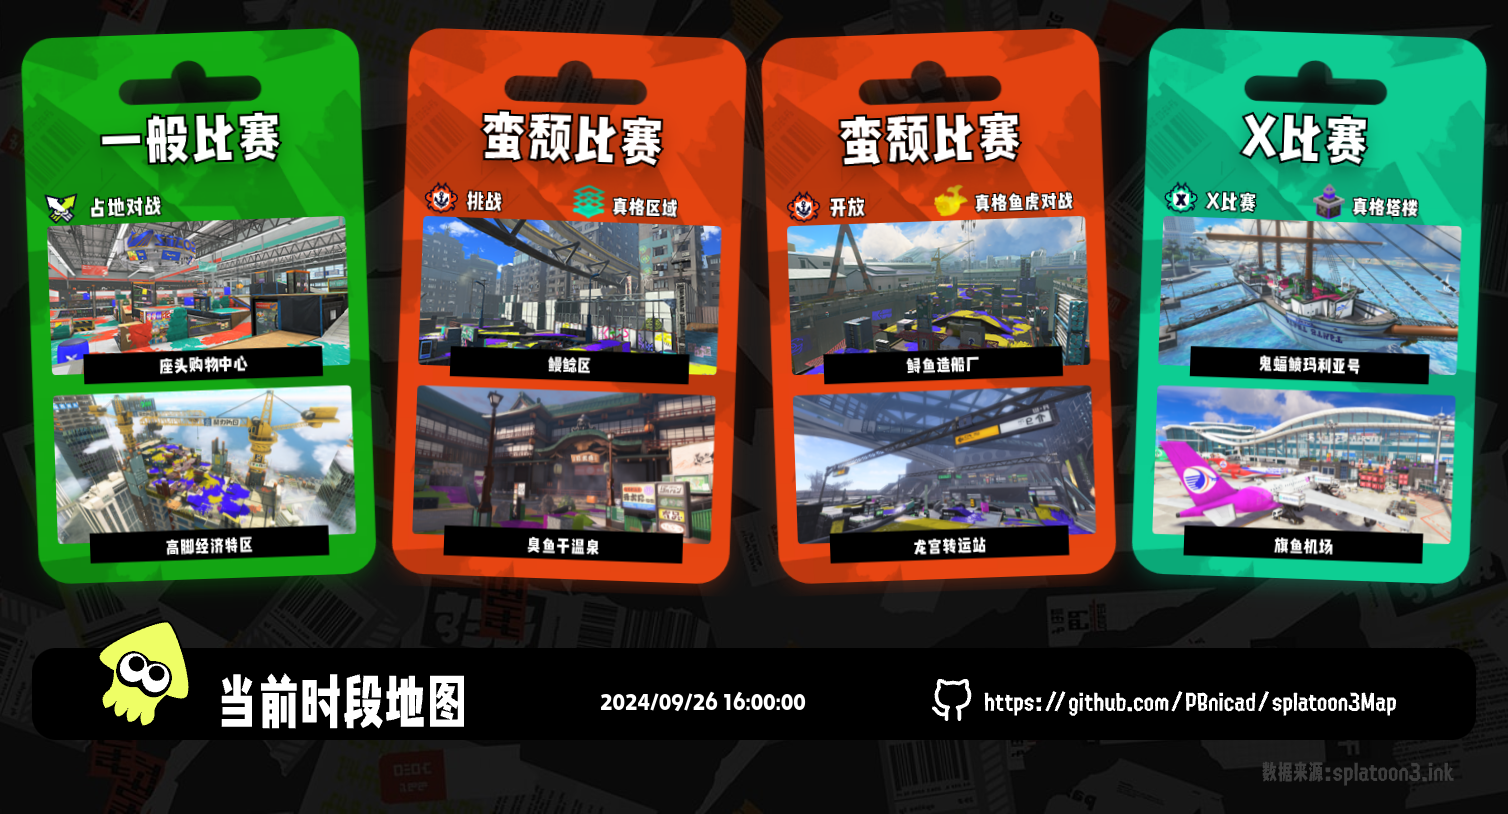 一般比赛
占地对战
座头购物中心
高脚经济特区
蛮颓比赛
挑战
真格区域
鳗鲶区
臭鱼干温泉
蛮颓比赛
开放
真格鱼虎对战
鲟鱼造船厂
龙宫转运站
X比赛
X比赛
真格塔楼
鬼蝠鲼玛利亚号
旗鱼机场
当前时段地图
2024/09/26 16:00:00
https://github.com/PBnicad/splatoon3Map
数据来源:splatoon3.ink